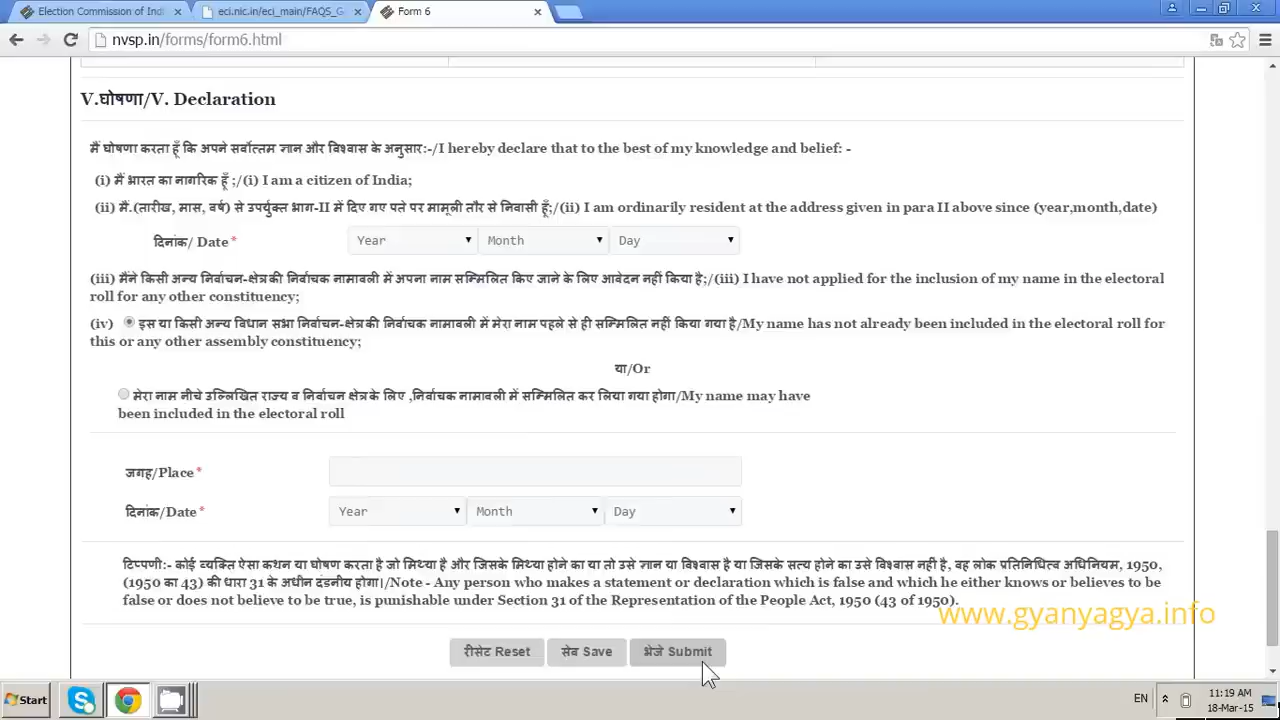 Election Commission of Indi
eci.nic.in/eci_main/FAQS_G
Form 6
nvsp.in/forms/form6.html
V.घोषणा/V. Declaration
मैं घोषणा करता हूँ कि अपने सर्वोत्तम ज्ञान और विश्वास के अनुसार:-/I hereby declare that to the best of my knowledge and belief: -
(i) मैं भारत का नागरिक हूँ ;/(i) I am a citizen of India;
(ii) मैं.(तारीख, मास, वर्ष) से उपर्युक्त भाग-II में दिए गए पते पर मामूली तौर से निवासी हूँ;/(ii) I am ordinarily resident at the address given in para II above since (year,month,date)
दिनांक/ Date * Year Month Day
(iii) मैंने किसी अन्य निर्वाचन-क्षेत्रकी निर्वाचक नामावली में अपना नाम सम्मिलित किए जाने के लिए आवेदन नहीं किया है;/(iii) I have not applied for the inclusion of my name in the electoral
roll for any other constituency;
(iv) इस या किसी अन्य विधान सभा निर्वाचन-क्षेत्रकी निर्वाचक नामावली में मेरा नाम पहले से ही सम्मिलित नहीं किया गया है/My name has not already been included in the electoral roll for
this or any other assembly constituency;
या/Or
मेरा नाम नीचे उल्लिखित राज्य व निर्वाचन क्षेत्र के लिए ,निर्वाचक नामावली में सम्मिलित कर लिया गया होगा/My name may have
been included in the electoral roll
जगह/Place *
दिनांक/Date * Year Month Day
टिप्पणी:- कोई व्यक्ति ऐसा कथन या घोषण करता है जो मिथ्या है और जिसके मिथ्या होने का या तो उसे ज्ञान या विश्वास है या जिसके सत्य होने का उसे विश्वास नहीं है, वह लोक प्रतिनिधित्व अधिनियम, 1950,
(1950 का 43) की धारा 31 के अधीन दंडनीय होगा।/Note - Any person who makes a statement or declaration which is false and which he either knows or believes to be
false or does not believe to be true, is punishable under Section 31 of the Representation of the People Act, 1950 (43 of 1950).
www.gyanyagya.info
रीसेट Reset सेव Save भेजे Submit
Start EN 11:19 AM
18-Mar-15